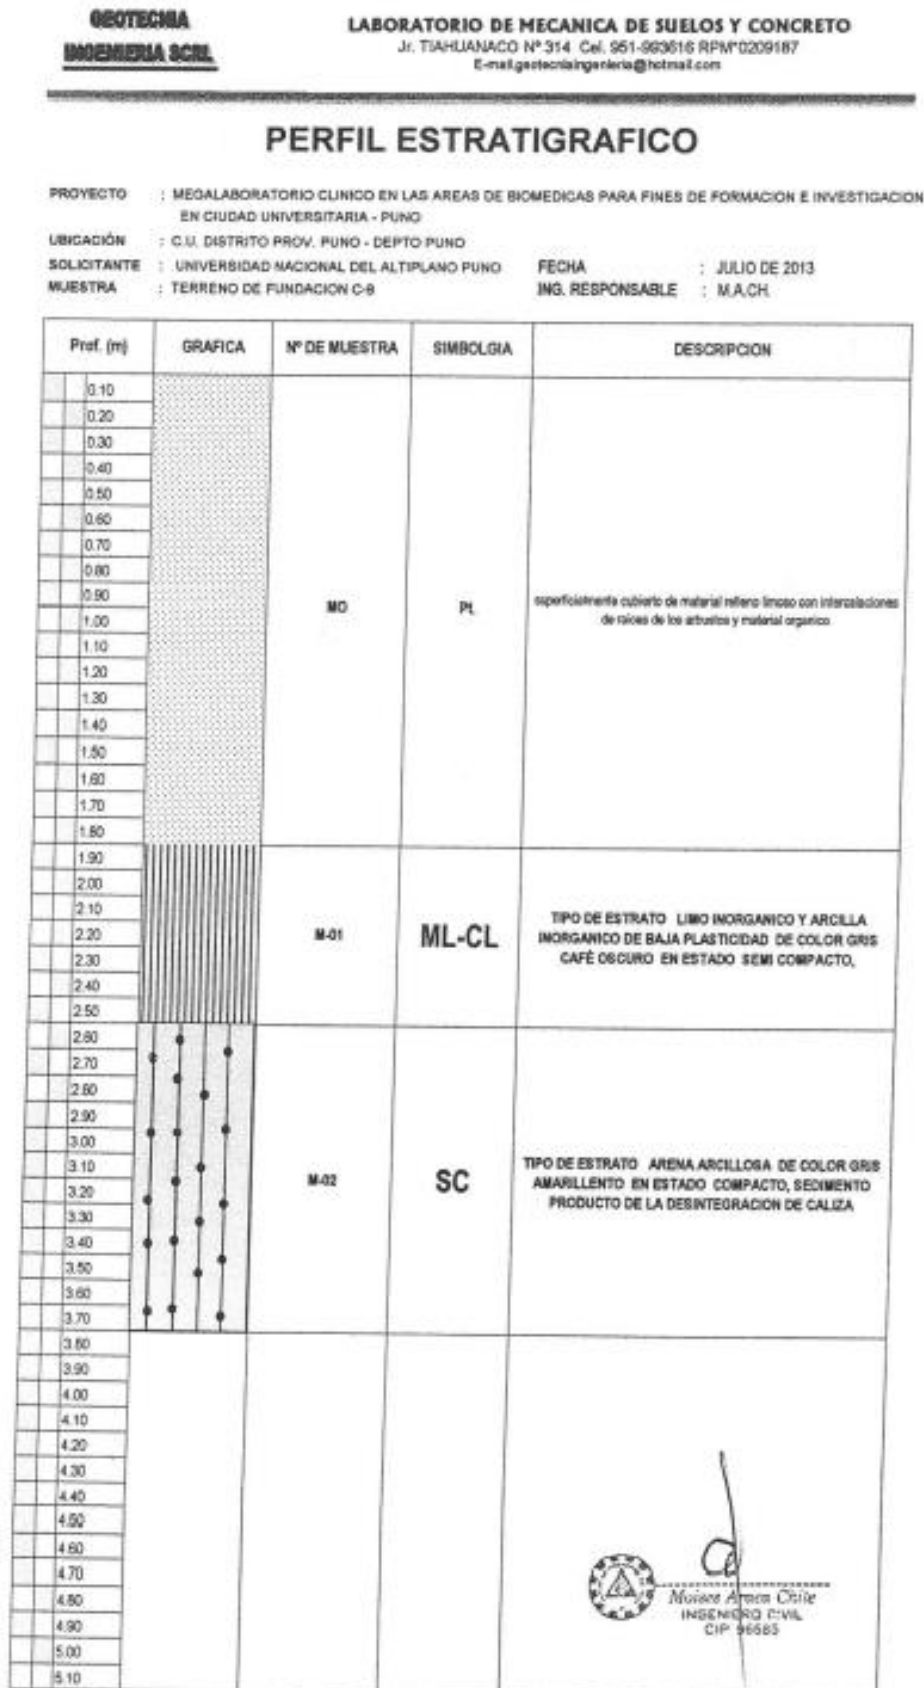 GEOTECNIA
INGENIERIA SCRL
LABORATORIO DE MECANICA DE SUELOS Y CONCRETO
Jr. TIAHUANACO Nº 314 Cel. 951-993616 RPM*0209187
E-mail.geotecniaingenieria@hotmail.com
PERFIL ESTRATIGRAFICO
PROYECTO : MEGALABORATORIO CLINICO EN LAS AREAS DE BIOMEDICAS PARA FINES DE FORMACION E INVESTIGACION
EN CIUDAD UNIVERSITARIA - PUNO
UBICACIÓN : C.U. DISTRITO PROV. PUNO - DEPTO PUNO
SOLICITANTE : UNIVERSIDAD NACIONAL DEL ALTIPLANO PUNO FECHA : JULIO DE 2013
MUESTRA : TERRENO DE FUNDACION ING. RESPONSABLE : M.A.CH.
Prof. (m) GRAFICA Nº DE MUESTRA SIMBOLGIA DESCRIPCION
0.10
0.20
0.30
0.40
0.50
0.60
0.70
0.80
0.90
MO Pt. superficialmente cubierto de material relleno limoso con intercalaciones
1.00 de raices de los arbustos y material organico
1.10
1.20
1.30
1.40
1.50
1.60
1.70
1.80
1.90
2.00
2.10
TIPO DE ESTRATO LIMO INORGANICO Y ARCILLA
2.20 M-01 ML-CL INORGANICO DE BAJA PLASTICIDAD DE COLOR GRIS
2.30 CAFÉ OSCURO EN ESTADO SEMI COMPACTO,
2.40
2.50
2.60
2.70
2.80
2.90
3.00
3.10 TIPO DE ESTRATO ARENA ARCILLOSA DE COLOR GRIS
3.20 M-02 SC AMARILLENTO EN ESTADO COMPACTO, SEDIMENTO
PRODUCTO DE LA DESINTEGRACION DE CALIZA
3.30
3.40
3.50
3.60
3.70
3.80
3.90
4.00
4.10
4.20
4.30
4.40
4.50
4.60
4.70
4.80
4.90
5.00
5.10
Chile
INGENIERO CIVIL
CIP